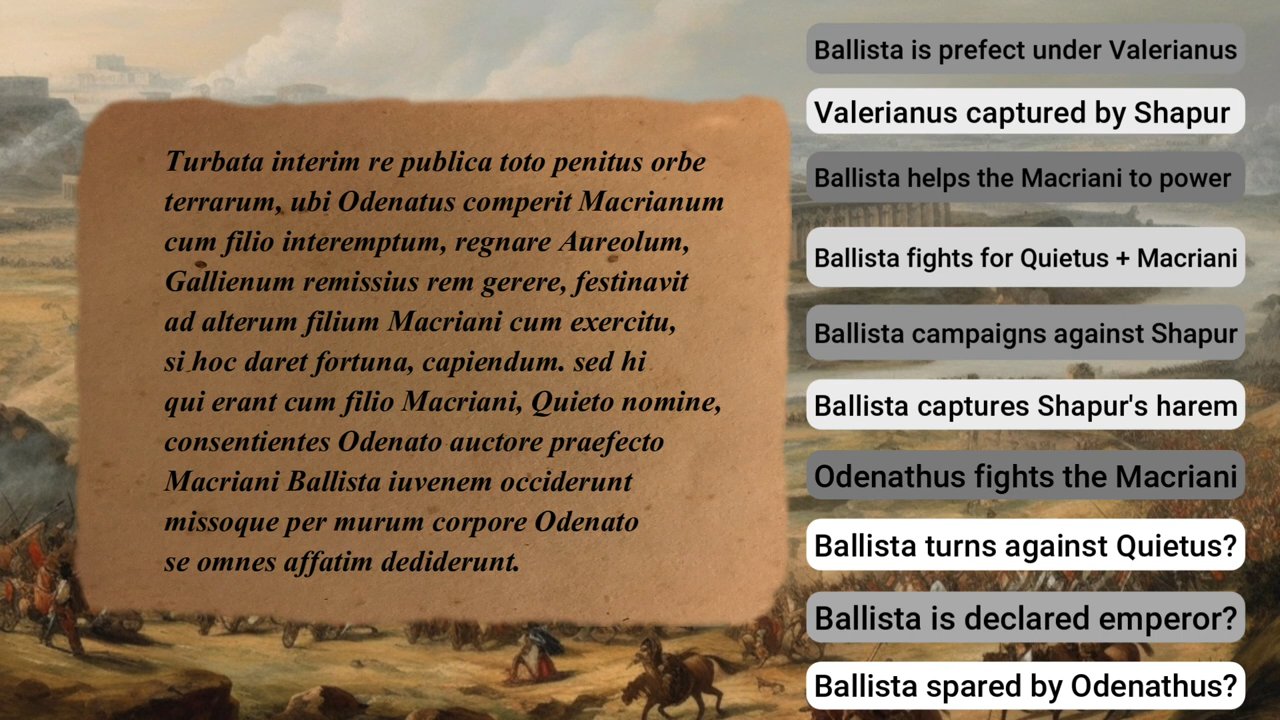 Turbata interim re publica toto penitus orbe
terrarum, ubi Odenatus comperit Macrianum
cum filio interemptum, regnare Aureolum,
Gallienum remissius rem gerere, festinavit
ad alterum filium Macriani cum exercitu,
si hoc daret fortuna, capiendum. sed hi
qui erant cum filio Macriani, Quieto nomine,
consentientes Odenato auctore praefecto
Macriani Ballista iuvenem occiderunt
missoque per murum corpore Odenato
se omnes affatim dediderunt.
Ballista is prefect under Valerianus
Valerianus captured by Shapur
Ballista helps the Macriani to power
Ballista fights for Quietus + Macriani
Ballista campaigns against Shapur
Ballista captures Shapur's harem
Odenathus fights the Macriani
Ballista turns against Quietus?
Ballista is declared emperor?
Ballista spared by Odenathus?